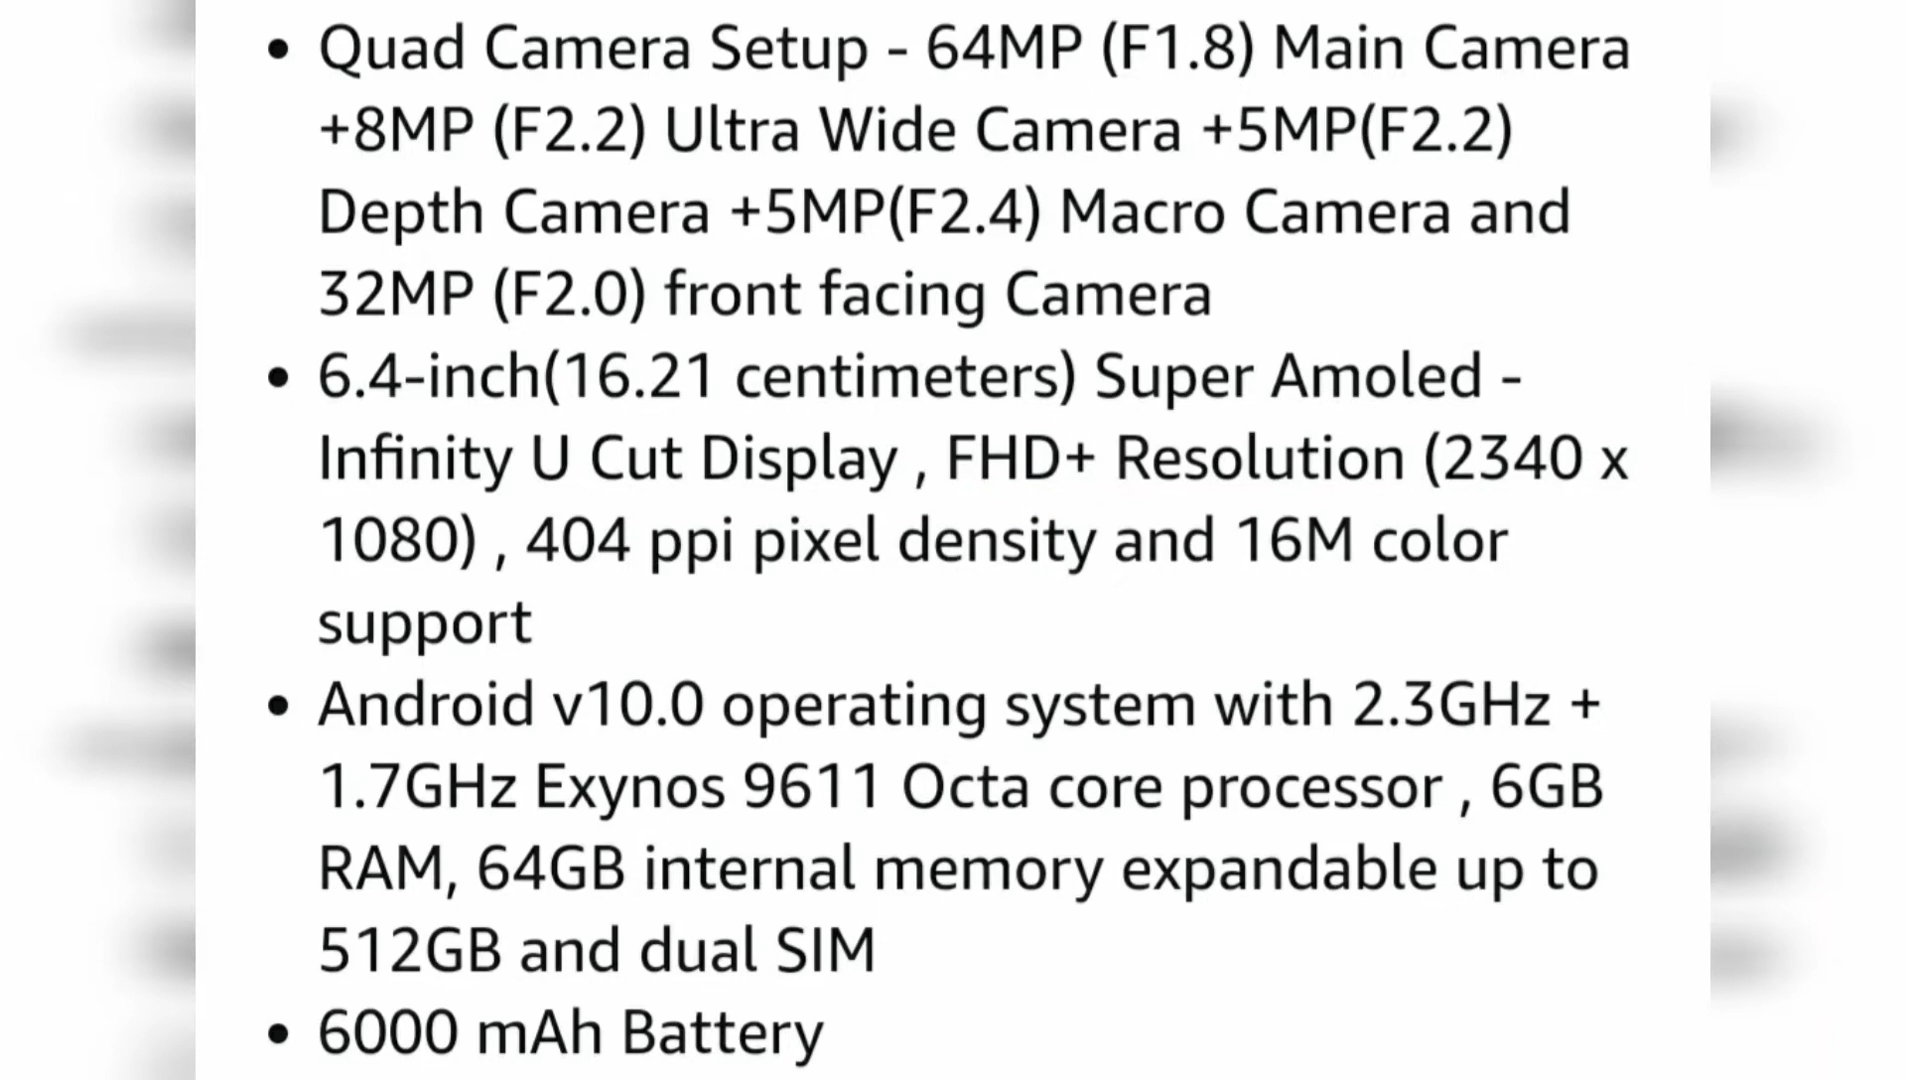 • Quad Camera Setup - 64MP (F1.8) Main Camera
+8MP (F2.2) Ultra Wide Camera +5MP(F2.2)
Depth Camera +5MP(F2.4) Macro Camera and
32MP (F2.0) front facing Camera
• 6.4-inch(16.21 centimeters) Super Amoled -
Infinity U Cut Display , FHD+ Resolution (2340 x
1080) , 404 ppi pixel density and 16M color
support
• Android v10.0 operating system with 2.3GHz +
1.7GHz Exynos 9611 Octa core processor , 6GB
RAM, 64GB internal memory expandable up to
512GB and dual SIM
• 6000 mAh Battery